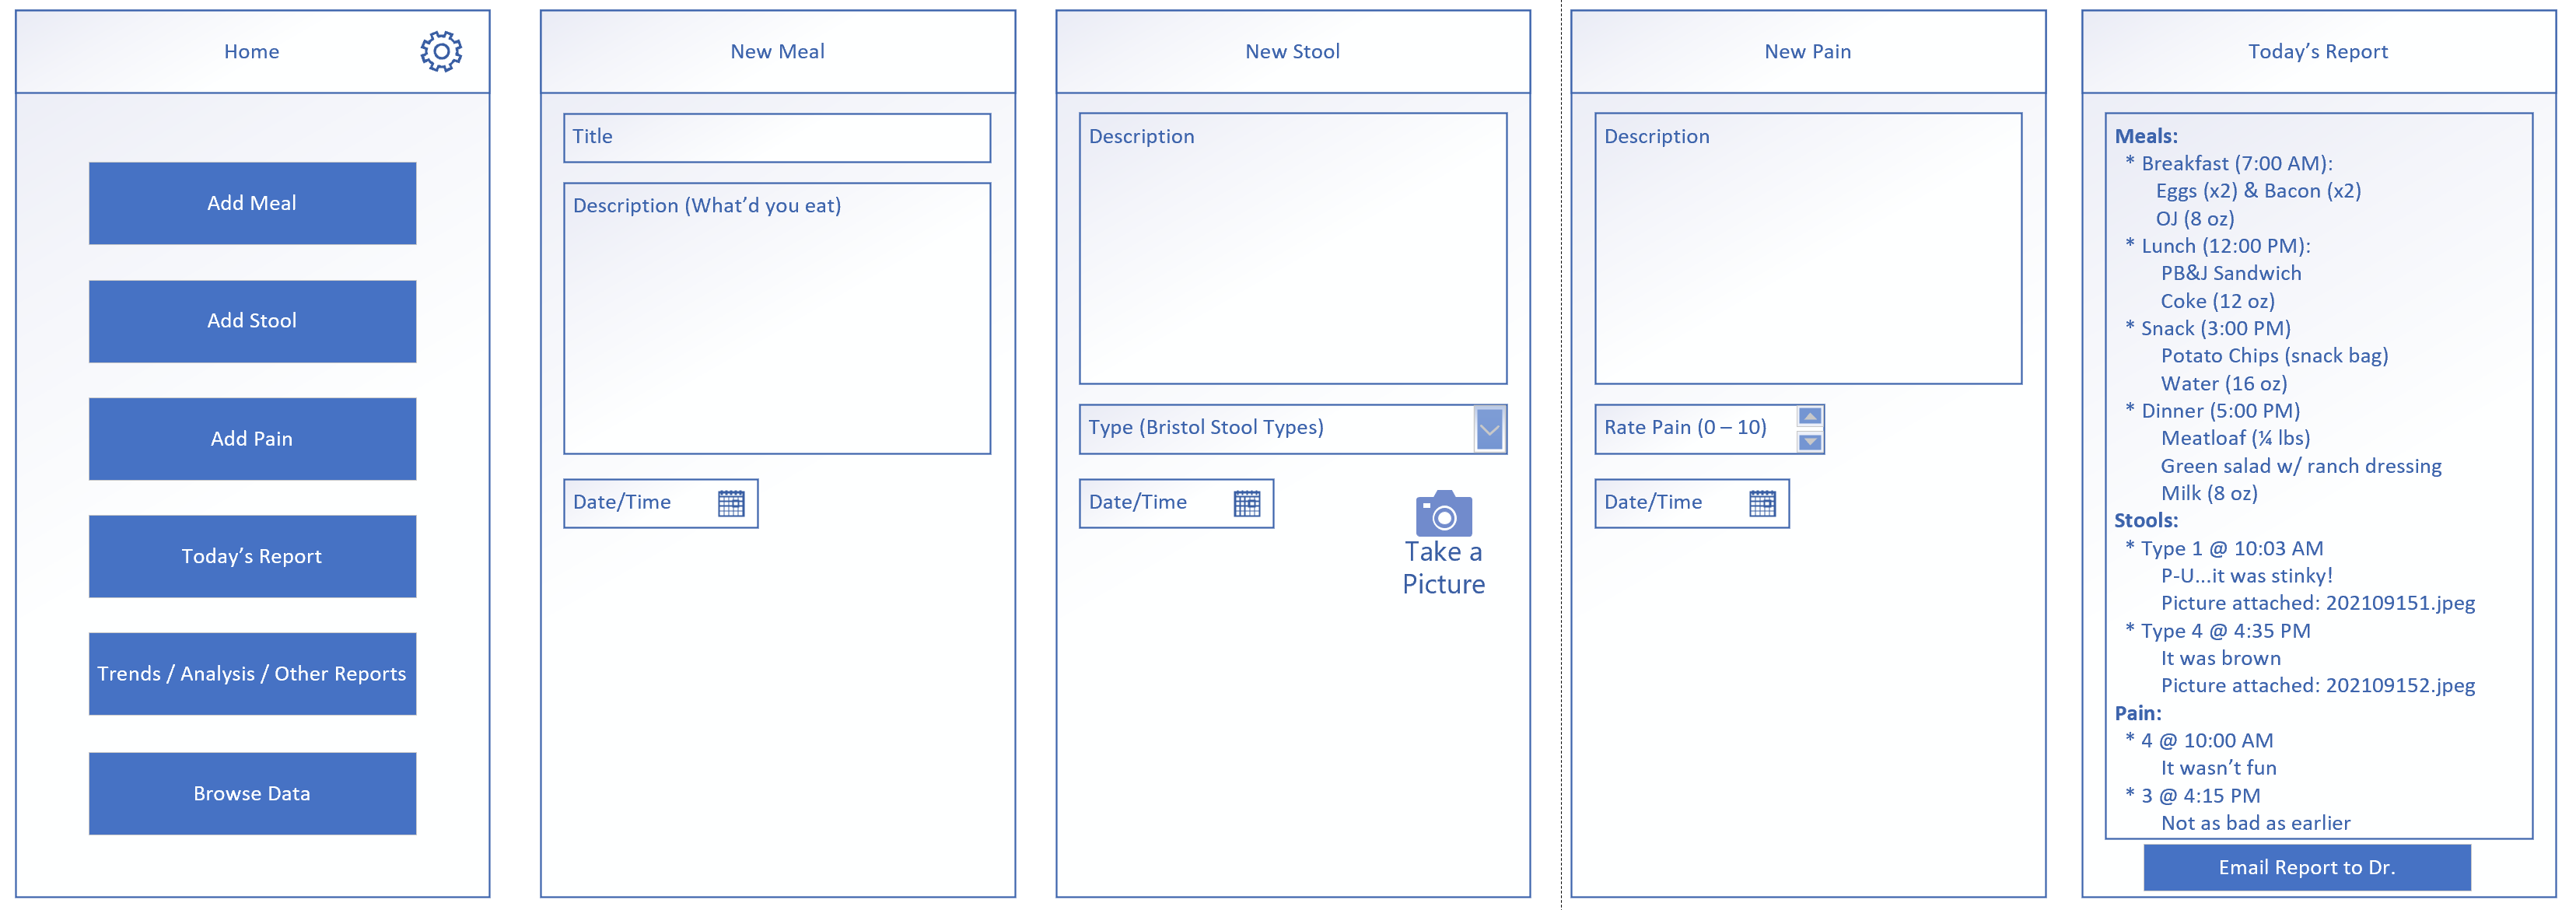 Home
Add Meal
Add Stool
Add Pain
Today’s Report
Trends / Analysis / Other Reports
Browse Data
New Meal
Title
Description (What’d you eat)
Date/Time
New Stool
Description
Type (Bristol Stool Types)
Date/Time
Take a
Picture
New Pain
Description
Rate Pain (0 – 10)
Date/Time
Today’s Report
Meals:
* Breakfast (7:00 AM):
Eggs (x2) & Bacon (x2)
OJ (8 oz)
* Lunch (12:00 PM):
PB&J Sandwich
Coke (12 oz)
* Snack (3:00 PM)
Potato Chips (snack bag)
Water (16 oz)
* Dinner (5:00 PM)
Meatloaf (¼ lbs)
Green salad w/ ranch dressing
Milk (8 oz)
Stools:
* Type 1 @ 10:03 AM
P-U…it was stinky!
Picture attached: 202109151.jpeg
* Type 4 @ 4:35 PM
It was brown
Picture attached: 202109152.jpeg
Pain:
* 4 @ 10:00 AM
It wasn’t fun
* 3 @ 4:15 PM
Not as bad as earlier
Email Report to Dr.